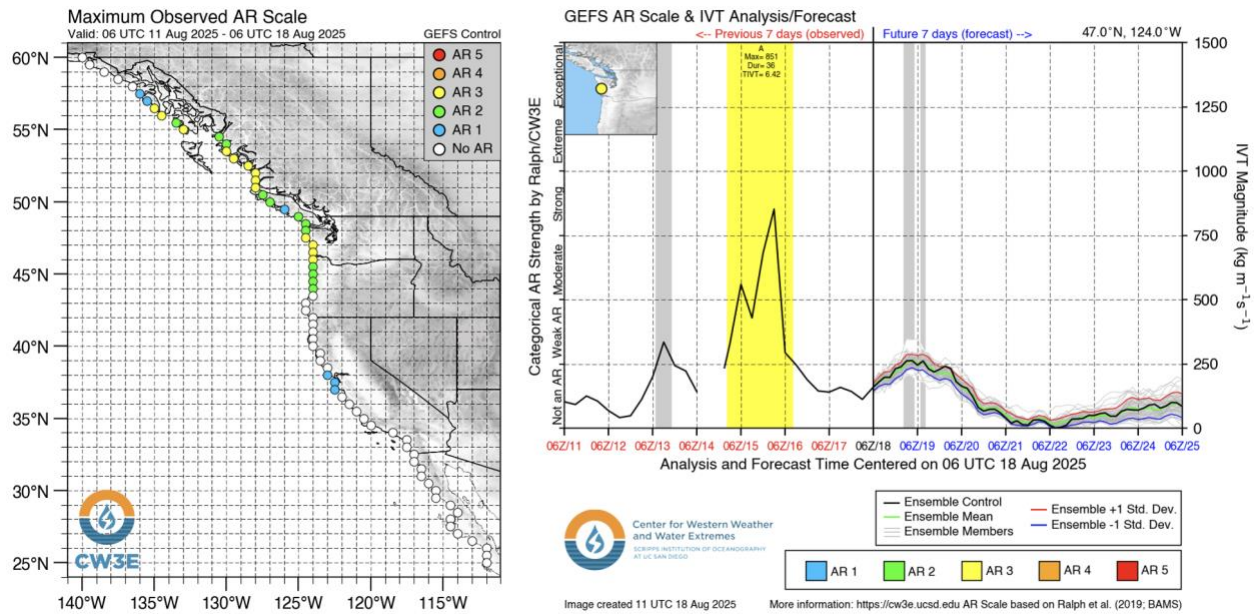 Maximum Observed AR Scale
Valid: 06 UTC 11 Aug 2025 - 06 UTC 18 Aug 2025
GEFS Control
AR 5
AR 4
AR 3
AR 2
AR 1
No AR
60°N
55°N
50°N
45°N
40°N
35°N
30°N
25°N
140°W 135°W 130°W 125°W 120°W 115°W
CW3E
GEFS AR Scale & IVT Analysis/Forecast
<-- Previous 7 days (observed)
Future 7 days (forecast) -->
47.0°N, 124.0°W
A
Max= 851
Dur= 36
TIVT= 6.42
Categorical AR Strength by Ralph/CW3E
Exceptional
Extreme
Strong
Moderate
Weak AR
Not an AR
1500
1250
1000
750
500
250
0
IVT Magnitude (kg m⁻¹s⁻¹)
06Z/11 06Z/12 06Z/13 06Z/14 06Z/15 06Z/16 06Z/17 06Z/18 06Z/19 06Z/20 06Z/21 06Z/22 06Z/23 06Z/24 06Z/25
Analysis and Forecast Time Centered on 06 UTC 18 Aug 2025
Center for Western Weather
and Water Extremes
SCRIPPS INSTITUTION OF OCEANOGRAPHY
AT UC SAN DIEGO
Ensemble Control
Ensemble Mean
Ensemble Members
Ensemble +1 Std. Dev.
Ensemble -1 Std. Dev.
AR 1 AR 2 AR 3 AR 4 AR 5
Image created 11 UTC 18 Aug 2025
More information: https://cw3e.ucsd.edu AR Scale based on Ralph et al. (2019; BAMS)